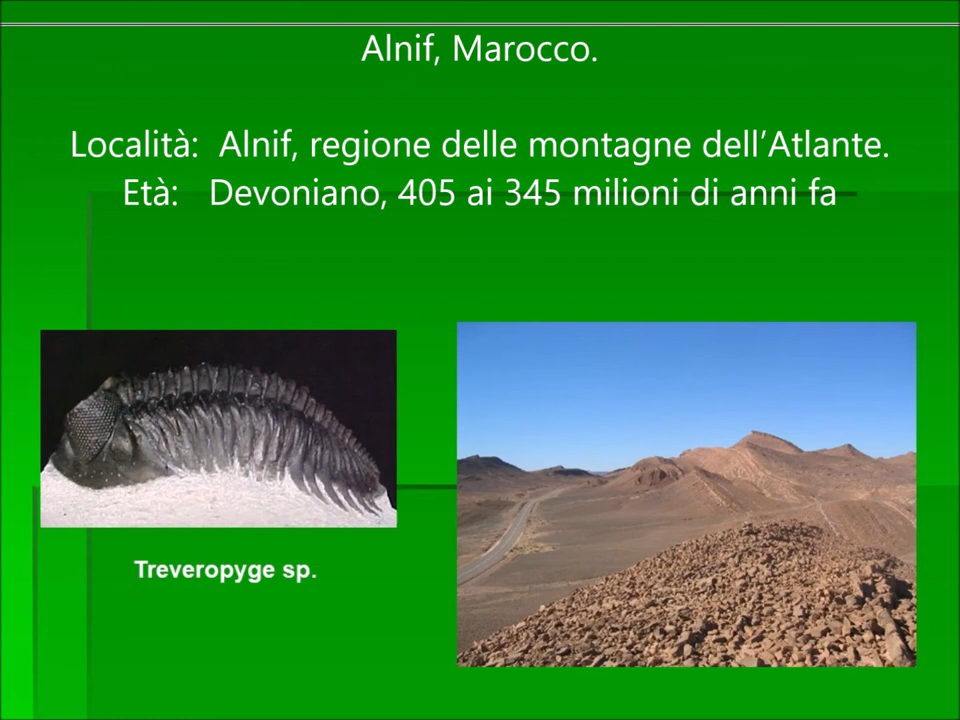 Alnif, Marocco.
Località: Alnif, regione delle montagne dell’Atlante.
Età: Devoniano, 405 ai 345 milioni di anni fa
Treveropyge sp.